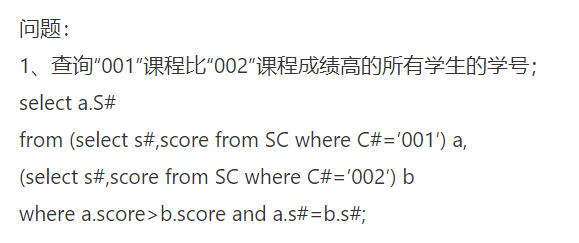 问题：
1、查询“001”课程比“002”课程成绩高的所有学生的学号；
select a.S#
from (select s#,score from SC where C#=’001′) a,
(select s#,score from SC where C#=’002′) b
where a.score>b.score and a.s#=b.s#;